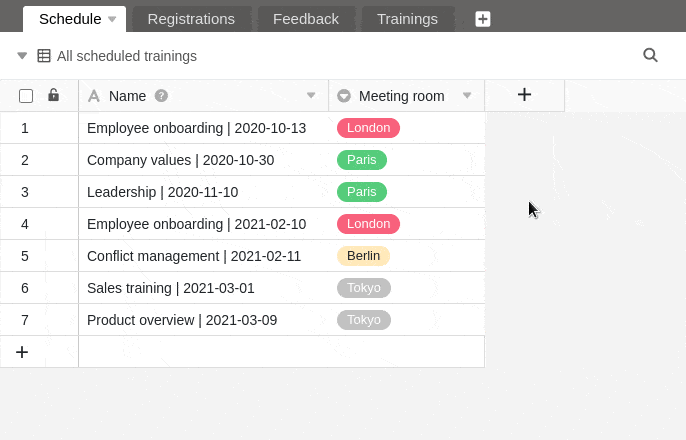 Schedule Registrations Feedback Trainings
All scheduled trainings
A Name ? Meeting room
1 Employee onboarding | 2020-10-13 London
2 Company values | 2020-10-30 Paris
3 Leadership | 2020-11-10 Paris
4 Employee onboarding | 2021-02-10 London
5 Conflict management | 2021-02-11 Berlin
6 Sales training | 2021-03-01 Tokyo
7 Product overview | 2021-03-09 Tokyo